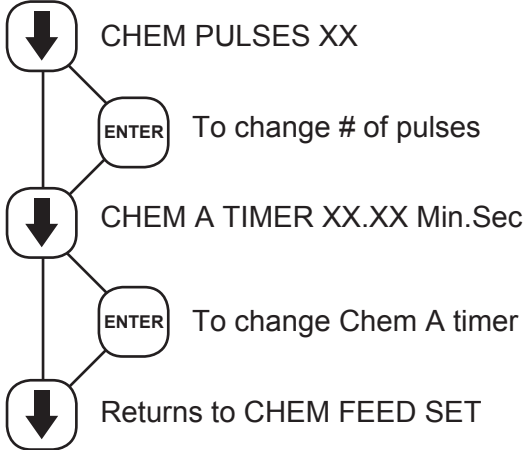 CHEM PULSES XX
ENTER To change # of pulses
CHEM A TIMER XX.XX Min.Sec
ENTER To change Chem A timer
Returns to CHEM FEED SET